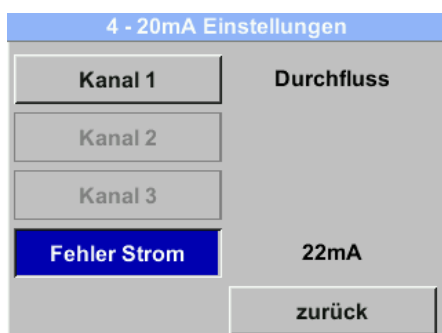 4 - 20mA Einstellungen
Kanal 1 Durchfluss
Kanal 2
Kanal 3
Fehler Strom 22mA
zurück